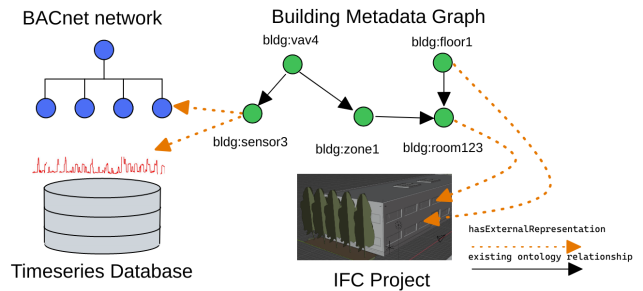 BACnet network
Building Metadata Graph
bldg:vav4
bldg:floor1
bldg:sensor3
bldg:zone1
bldg:room123
hasExternalRepresentation
existing ontology relationship
Timeseries Database
IFC Project